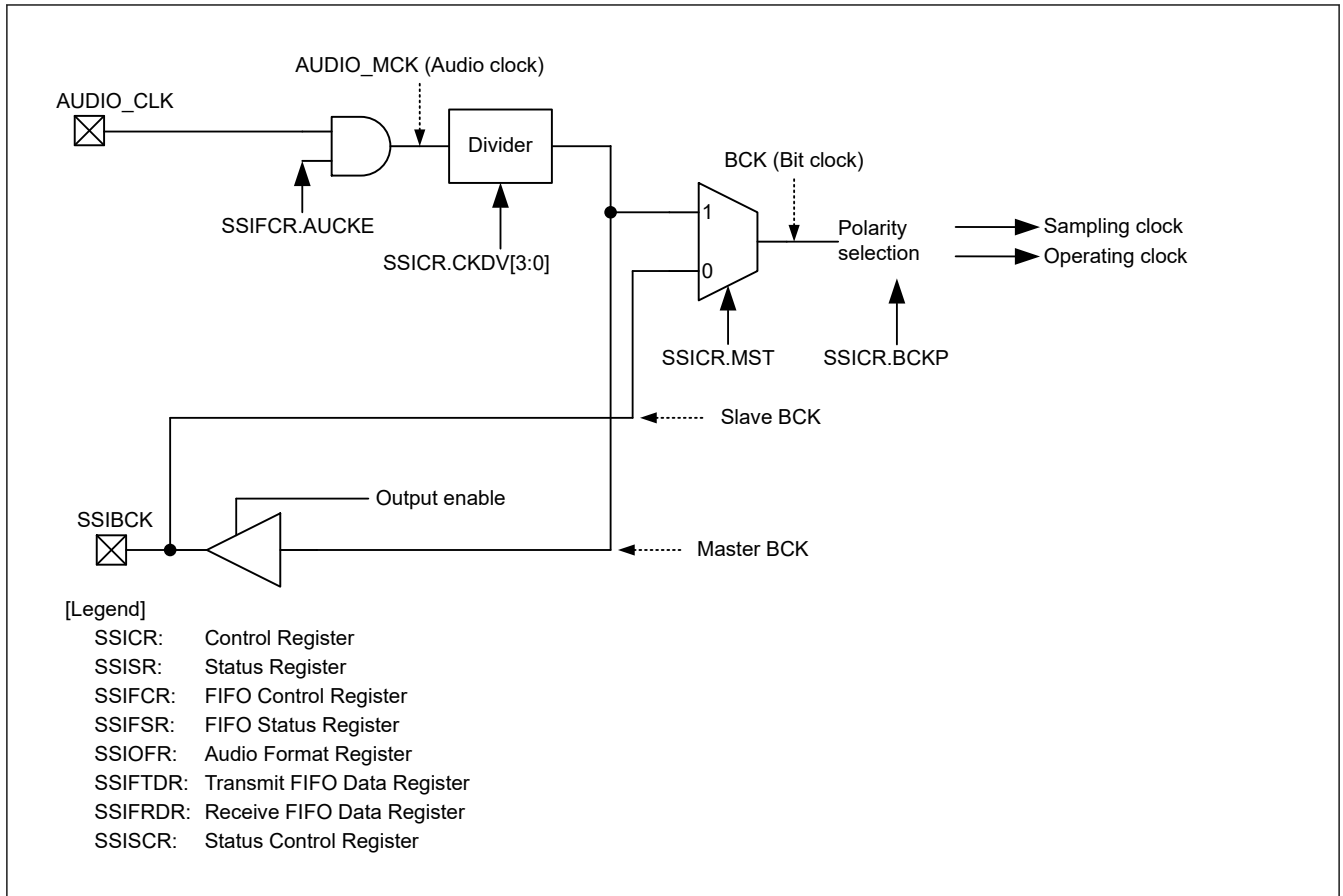 AUDIO_MCK (Audio clock)
AUDIO_CLK
Divider
BCK (Bit clock)
SSIFCR.AUCKE
1
Polarity
selection
Sampling clock
Operating clock
SSICR.CKDV[3:0]
0
SSICR.MST
SSICR.BCKP
Slave BCK
Output enable
SSIBCK
Master BCK
[Legend]
SSICR: Control Register
SSISR: Status Register
SSIFCR: FIFO Control Register
SSIFSR: FIFO Status Register
SSIOFR: Audio Format Register
SSIFTDR: Transmit FIFO Data Register
SSIFRDR: Receive FIFO Data Register
SSISCR: Status Control Register